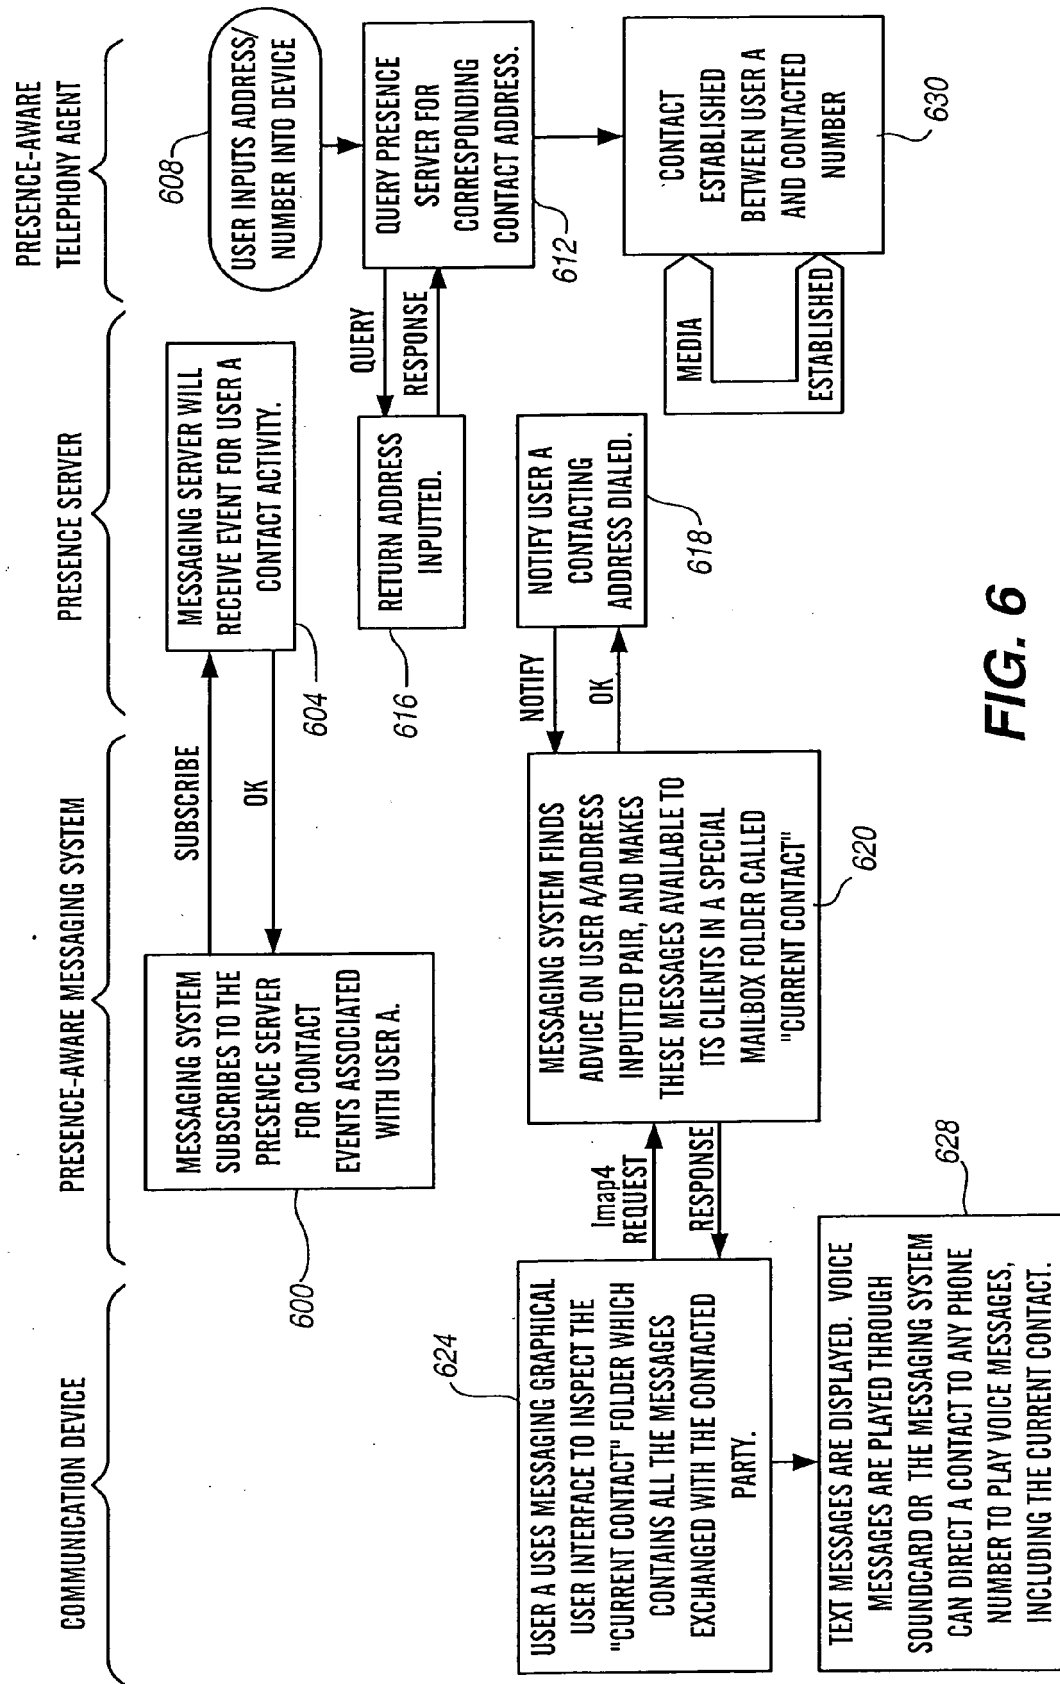 COMMUNICATION DEVICE
PRESENCE-AWARE MESSAGING SYSTEM
PRESENCE SERVER
PRESENCE-AWARE
TELEPHONY AGENT
MESSAGING SYSTEM
SUBSCRIBES TO THE
PRESENCE SERVER
FOR CONTACT
EVENTS ASSOCIATED
WITH USER A.
600
SUBSCRIBE
OK
MESSAGING SERVER WILL
RECEIVE EVENT FOR USER A
CONTACT ACTIVITY.
604
608
USER INPUTS ADDRESS/
NUMBER INTO DEVICE
QUERY PRESENCE
SERVER FOR
CORRESPONDING
CONTACT ADDRESS.
612
QUERY
RESPONSE
RETURN ADDRESS
INPUTTED.
616
NOTIFY USER A
CONTACTING
ADDRESS DIALED.
618
NOTIFY
OK
MESSAGING SYSTEM FINDS
ADVICE ON USER A/ADDRESS
INPUTTED PAIR, AND MAKES
THESE MESSAGES AVAILABLE TO
ITS CLIENTS IN A SPECIAL
MAILBOX FOLDER CALLED
"CURRENT CONTACT"
620
Imap4
REQUEST
RESPONSE
624
USER A USES MESSAGING GRAPHICAL
USER INTERFACE TO INSPECT THE
"CURRENT CONTACT" FOLDER WHICH
CONTAINS ALL THE MESSAGES
EXCHANGED WITH THE CONTACTED
PARTY.
628
TEXT MESSAGES ARE DISPLAYED. VOICE
MESSAGES ARE PLAYED THROUGH
SOUNDCARD OR THE MESSAGING SYSTEM
CAN DIRECT A CONTACT TO ANY PHONE
NUMBER TO PLAY VOICE MESSAGES,
INCLUDING THE CURRENT CONTACT.
MEDIA
ESTABLISHED
CONTACT
ESTABLISHED
BETWEEN USER A
AND CONTACTED
NUMBER
630
FIG. 6